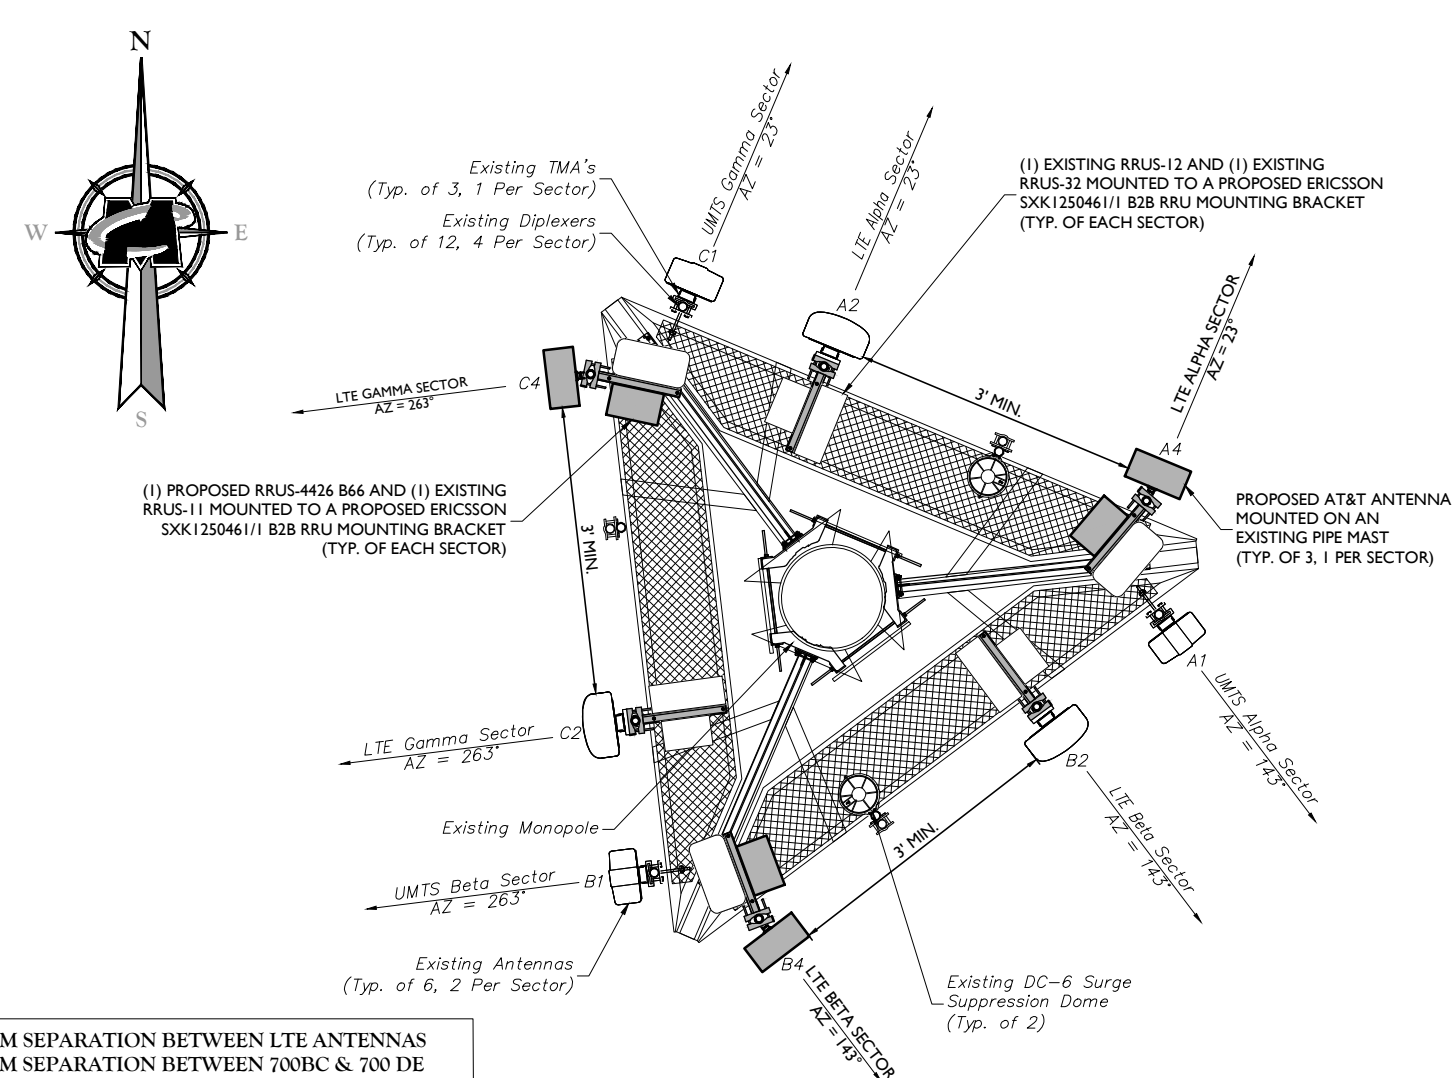 N
W
E
S
Existing TMA's
(Typ. of 3, 1 Per Sector)
Existing Diplexers
(Typ. of 12, 4 Per Sector)
UMTS Gamma Sector
AZ = 23°
C1
LTE Alpha Sector
AZ = 23°
A2
(1) EXISTING RRUS-12 AND (1) EXISTING
RRUS-32 MOUNTED TO A PROPOSED ERICSSON
SXK1250461/1 B2B RRU MOUNTING BRACKET
(TYP. OF EACH SECTOR)
LTE ALPHA SECTOR
AZ = 23°
3' MIN.
A4
LTE GAMMA SECTOR
AZ = 263°
C4
PROPOSED AT&T ANTENNA
MOUNTED ON AN
EXISTING PIPE MAST
(TYP. OF 3, 1 PER SECTOR)
(1) PROPOSED RRUS-4426 B66 AND (1) EXISTING
RRUS-11 MOUNTED TO A PROPOSED ERICSSON
SXK1250461/1 B2B RRU MOUNTING BRACKET
(TYP. OF EACH SECTOR)
3' MIN.
A1
UMTS Alpha Sector
AZ = 143°
LTE Gamma Sector
AZ = 263°
C2
B2
LTE Beta Sector
AZ = 143°
Existing Monopole
3' MIN.
UMTS Beta Sector
AZ = 263°
B1
Existing Antennas
(Typ. of 6, 2 Per Sector)
B4
LTE BETA SECTOR
AZ = 143°
Existing DC-6 Surge
Suppression Dome
(Typ. of 2)
M SEPARATION BETWEEN LTE ANTENNAS
M SEPARATION BETWEEN 700BC & 700 DE